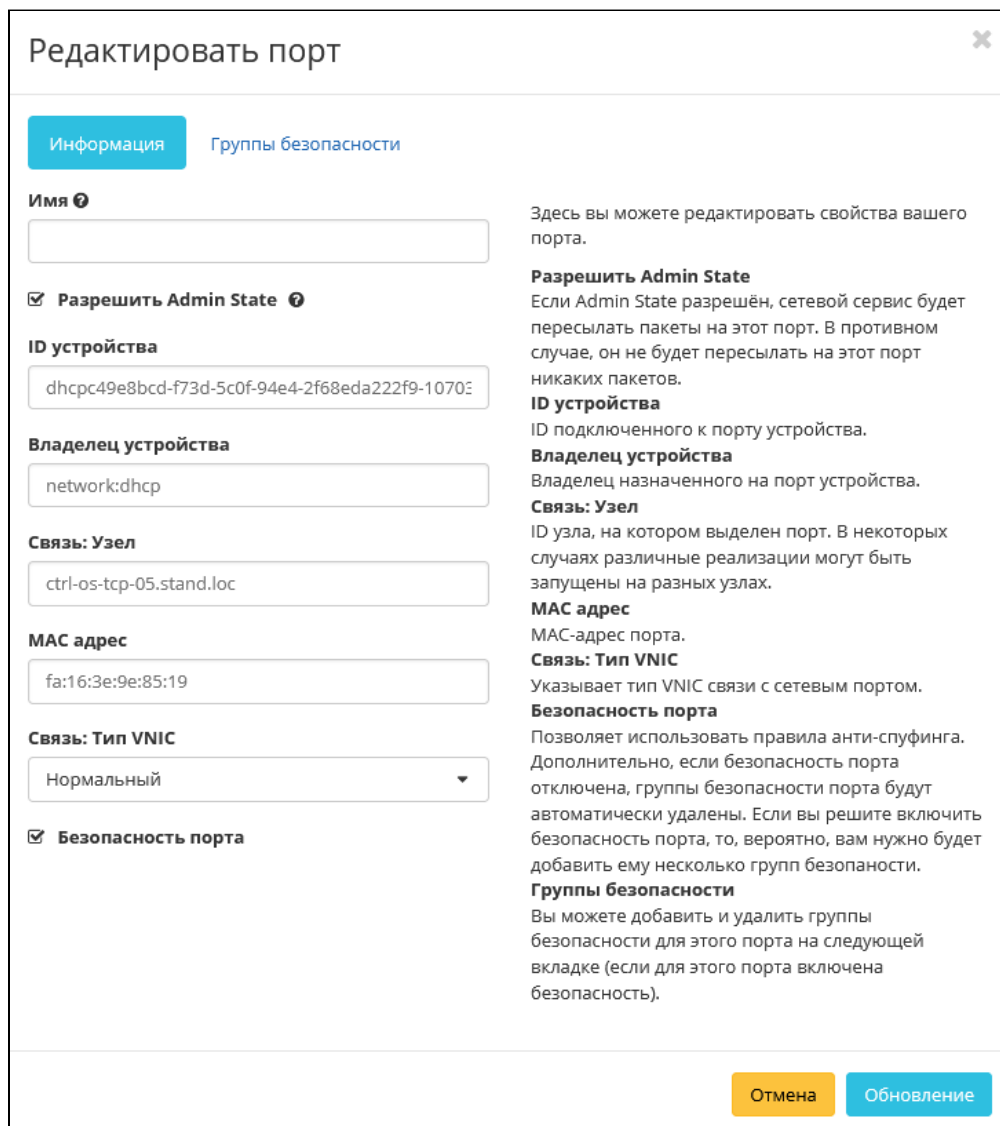 Редактировать порт
Информация
Группы безопасности
Имя
Разрешить Admin State
ID устройства
dhcpc49e8bcd-f73d-5c0f-94e4-2f68eda222f9-10703
Владелец устройства
network:dhcp
Связь: Узел
ctrl-os-tcp-05.stand.loc
MAC адрес
fa:16:3e:9e:85:19
Связь: Тип VNIC
Нормальный
Безопасность порта
Здесь вы можете редактировать свойства вашего
порта.
Разрешить Admin State
Если Admin State разрешён, сетевой сервис будет
пересылать пакеты на этот порт. В противном
случае, он не будет пересылать на этот порт
никаких пакетов.
ID устройства
ID подключенного к порту устройства.
Владелец устройства
Владелец назначенного на порт устройства.
Связь: Узел
ID узла, на котором выделен порт. В некоторых
случаях различные реализации могут быть
запущены на разных узлах.
MAC адрес
MAC-адрес порта.
Связь: Тип VNIC
Указывает тип VNIC связи с сетевым портом.
Безопасность порта
Позволяет использовать правила анти-спуфинга.
Дополнительно, если безопасность порта
отключена, группы безопасности порта будут
автоматически удалены. Если вы решите включить
безопасность порта, то, вероятно, вам нужно будет
добавить ему несколько групп безопаности.
Группы безопасности
Вы можете добавить и удалить группы
безопасности для этого порта на следующей
вкладке (если для этого порта включена
безопасность).
Отмена
Обновление